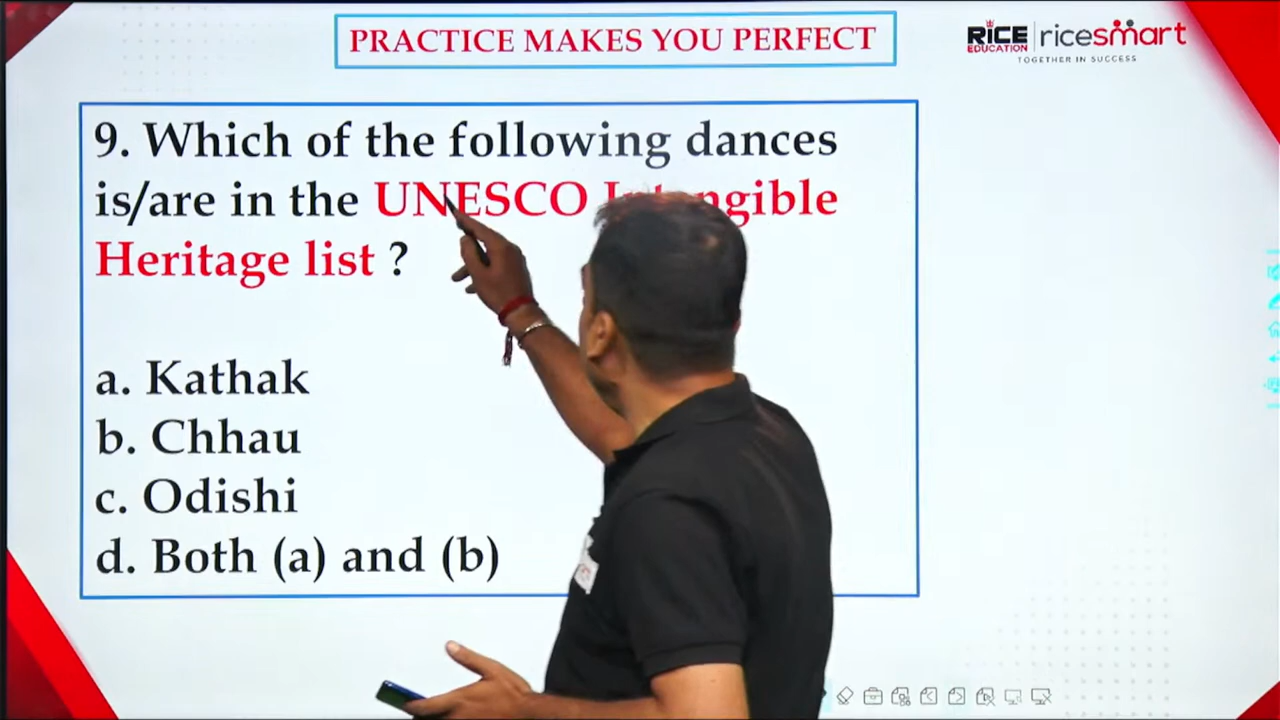 PRACTICE MAKES YOU PERFECT
RICE
EDUCATION
ricesmart
TOGETHER IN SUCCESS
9. Which of the following dances
is/are in the UNESCO
Heritage list ?
a. Kathak
b. Chhau
c. Odishi
d. Both (a) and (b)